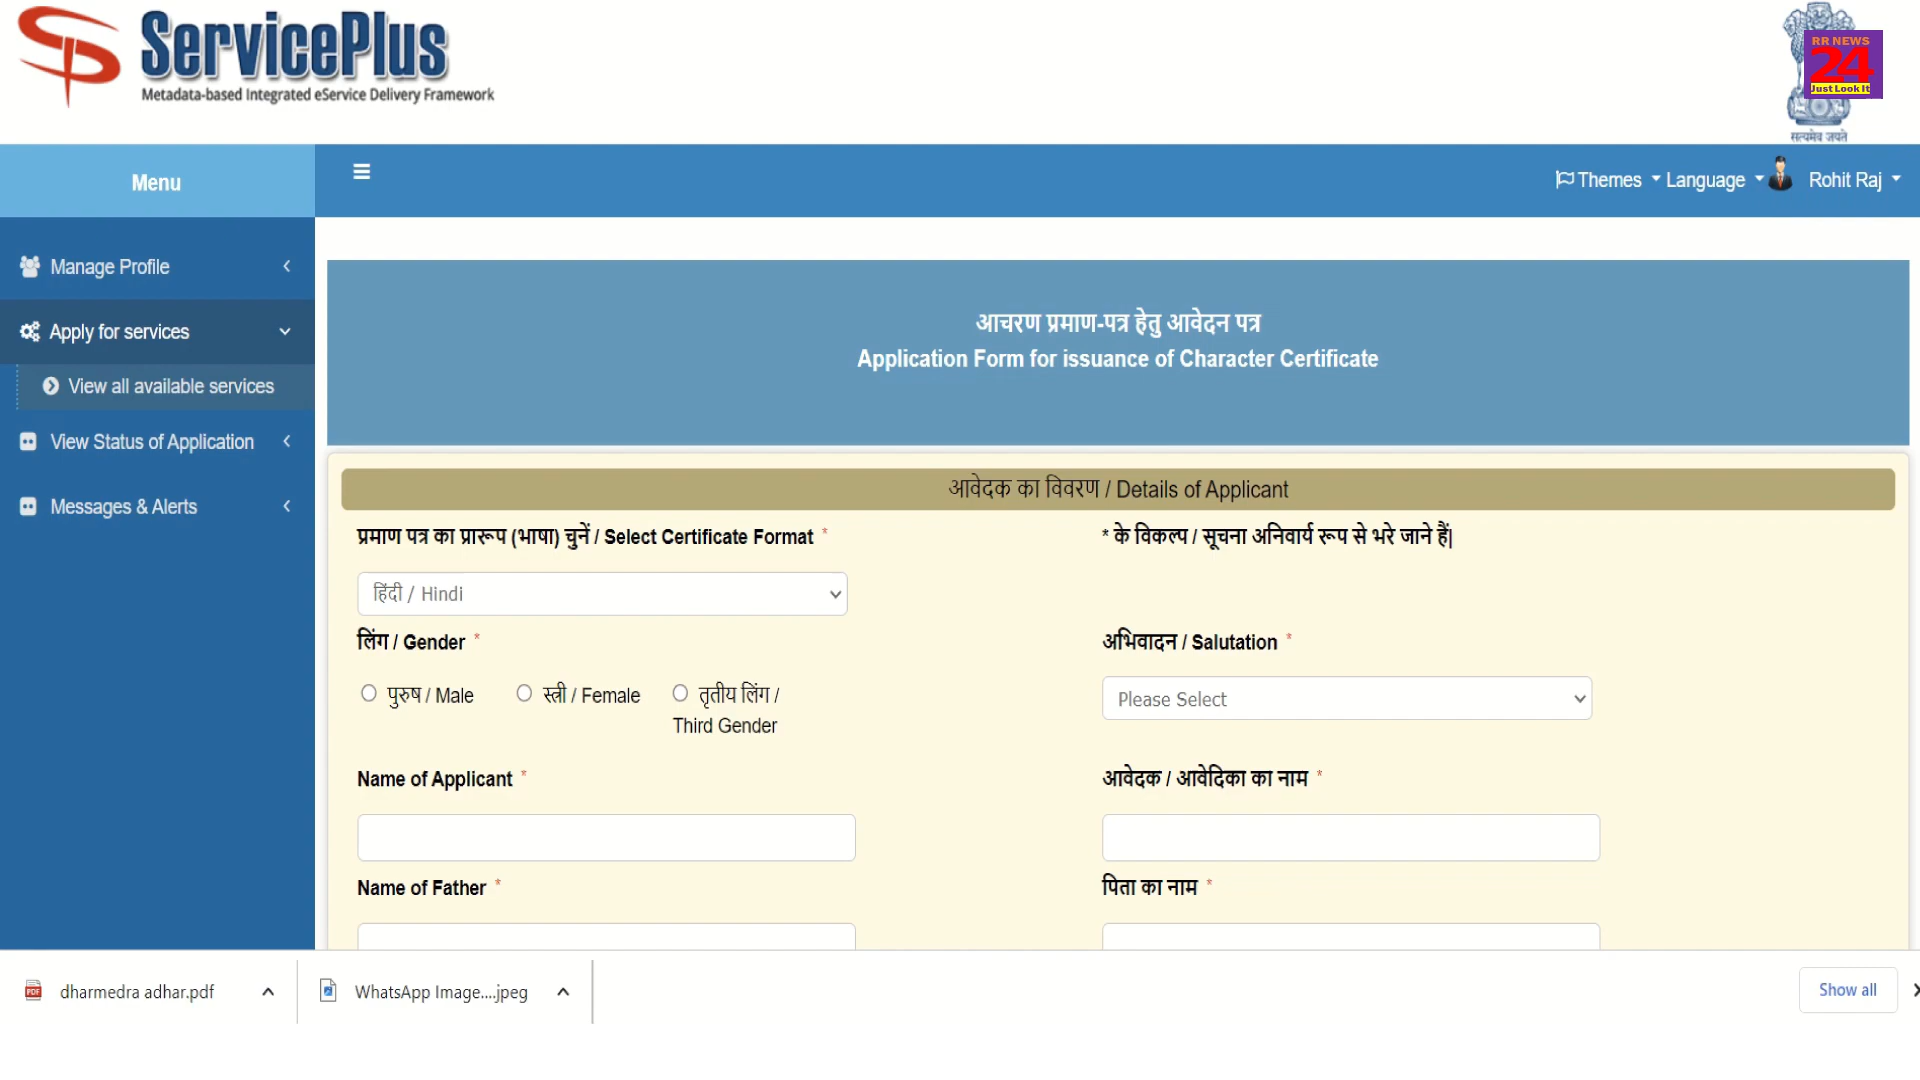 ServicePlus
Metadata-based Integrated eService Delivery Framework
RR NEWS
24
Just Look It
सत्यमेव जयते
Menu
Themes Language Rohit Raj
Manage Profile
Apply for services
View all available services
View Status of Application
Messages & Alerts
आचरण प्रमाण-पत्र हेतु आवेदन पत्र
Application Form for issuance of Character Certificate
आवेदक का विवरण / Details of Applicant
प्रमाण पत्र का प्रारूप (भाषा) चुनें / Select Certificate Format *
* के विकल्प / सूचना अनिवार्य रूप से भरे जाने हैं|
हिंदी / Hindi
लिंग / Gender *
अभिवादन / Salutation *
पुरुष / Male स्त्री / Female तृतीय लिंग /
Third Gender
Please Select
Name of Applicant *
आवेदक / आवेदिका का नाम *
Name of Father *
पिता का नाम *
PDF
dharmedra adhar.pdf
WhatsApp Image....jpeg
Show all